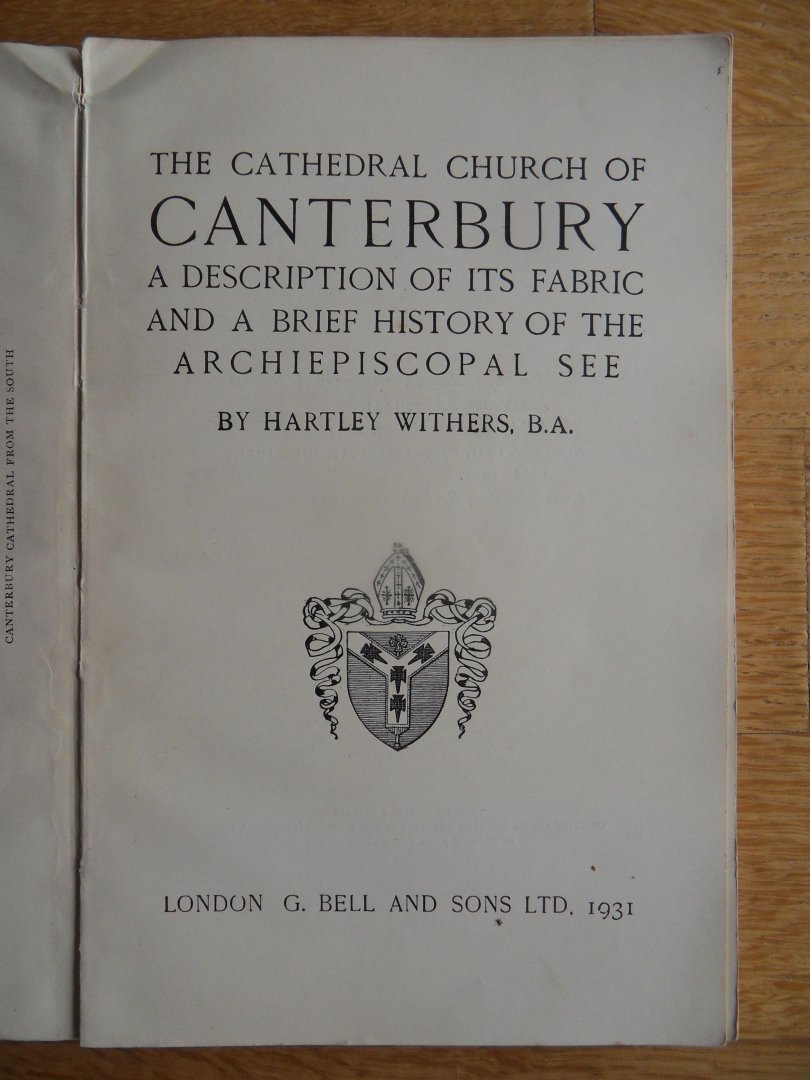 CANTERBURY CATHEDRAL FROM THE SOUTH
THE CATHEDRAL CHURCH OF
CANTERBURY
A DESCRIPTION OF ITS FABRIC
AND A BRIEF HISTORY OF THE
ARCHIEPISCOPAL SEE
BY HARTLEY WITHERS, B.A.
LONDON G. BELL AND SONS LTD. 1931